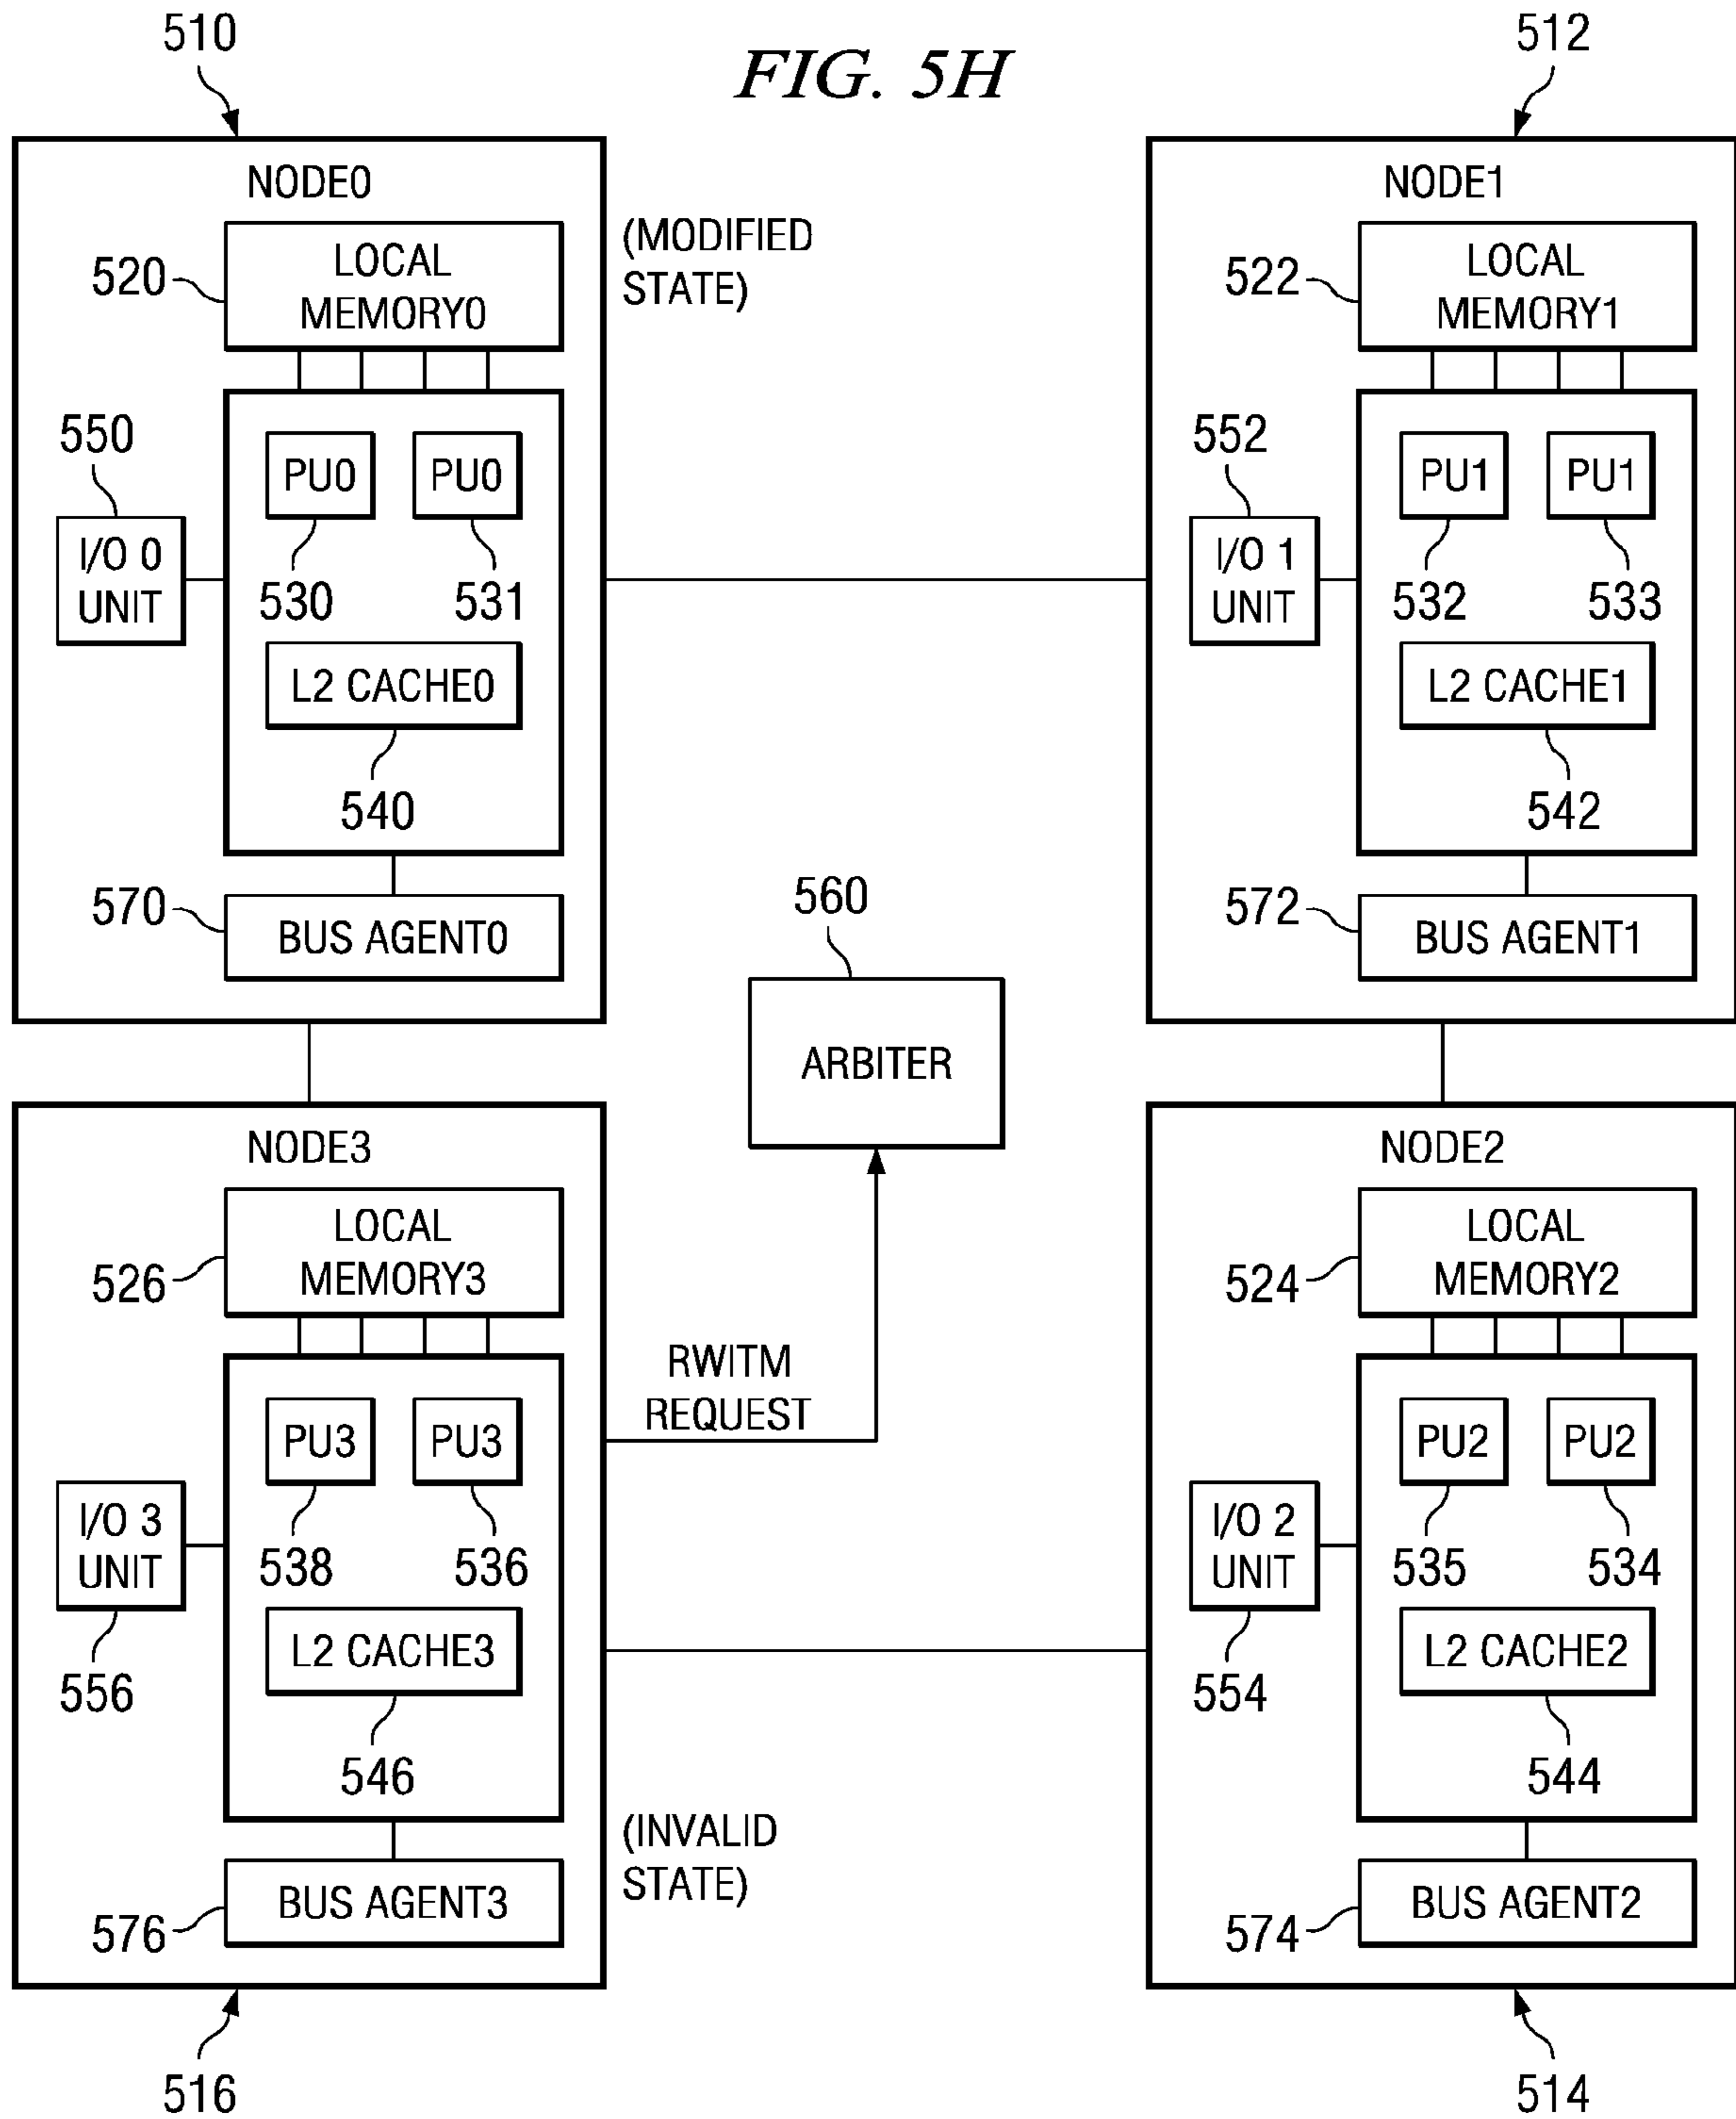 FIG. 5H
510
512
NODE0
LOCAL
MEMORY0
520
(MODIFIED
STATE)
550
I/O 0
UNIT
PU0
PU0
530
531
L2 CACHE0
540
570
BUS AGENT0
NODE1
LOCAL
MEMORY1
522
552
I/O 1
UNIT
PU1
PU1
532
533
L2 CACHE1
542
572
BUS AGENT1
560
ARBITER
NODE3
LOCAL
MEMORY3
526
RWITM
REQUEST
PU3
PU3
538
536
I/O 3
UNIT
556
L2 CACHE3
546
(INVALID
STATE)
576
BUS AGENT3
516
NODE2
LOCAL
MEMORY2
524
PU2
PU2
535
534
I/O 2
UNIT
554
L2 CACHE2
544
574
BUS AGENT2
514